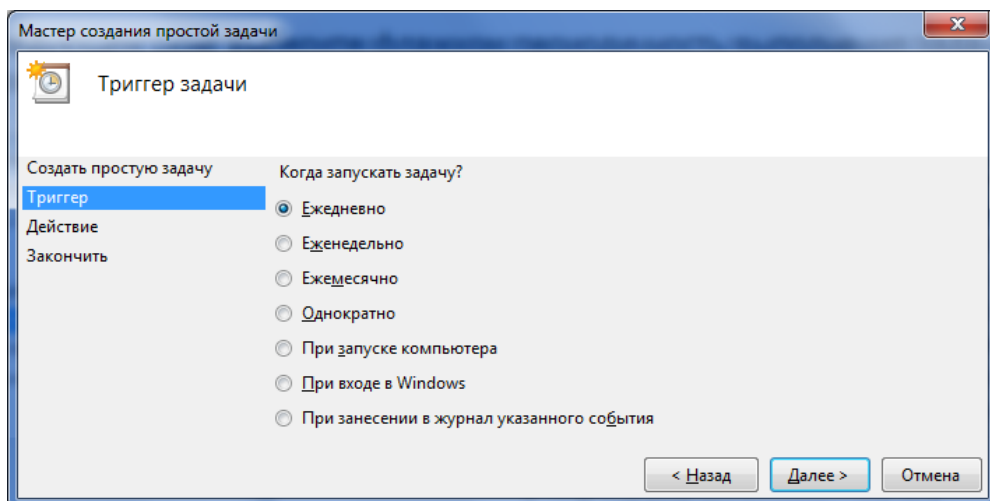 Мастер создания простой задачи
Триггер задачи
Создать простую задачу
Триггер
Действие
Закончить
Когда запускать задачу?
Ежедневно
Еженедельно
Ежемесячно
Однократно
При запуске компьютера
При входе в Windows
При занесении в журнал указанного события
< Назад
Далее >
Отмена